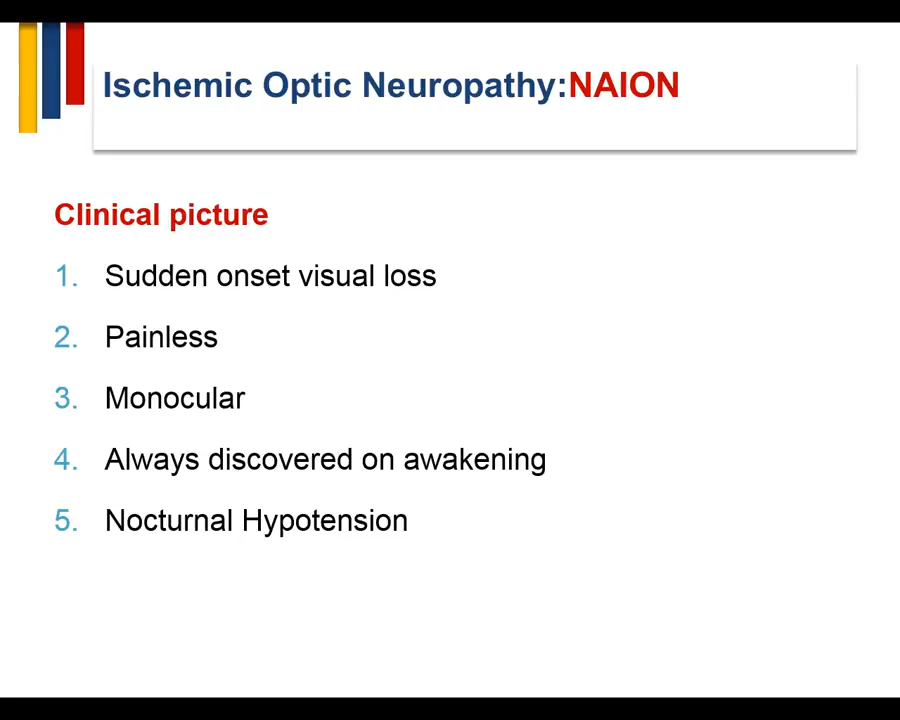 Ischemic Optic Neuropathy:NAION
Clinical picture
1. Sudden onset visual loss
2. Painless
3. Monocular
4. Always discovered on awakening
5. Nocturnal Hypotension